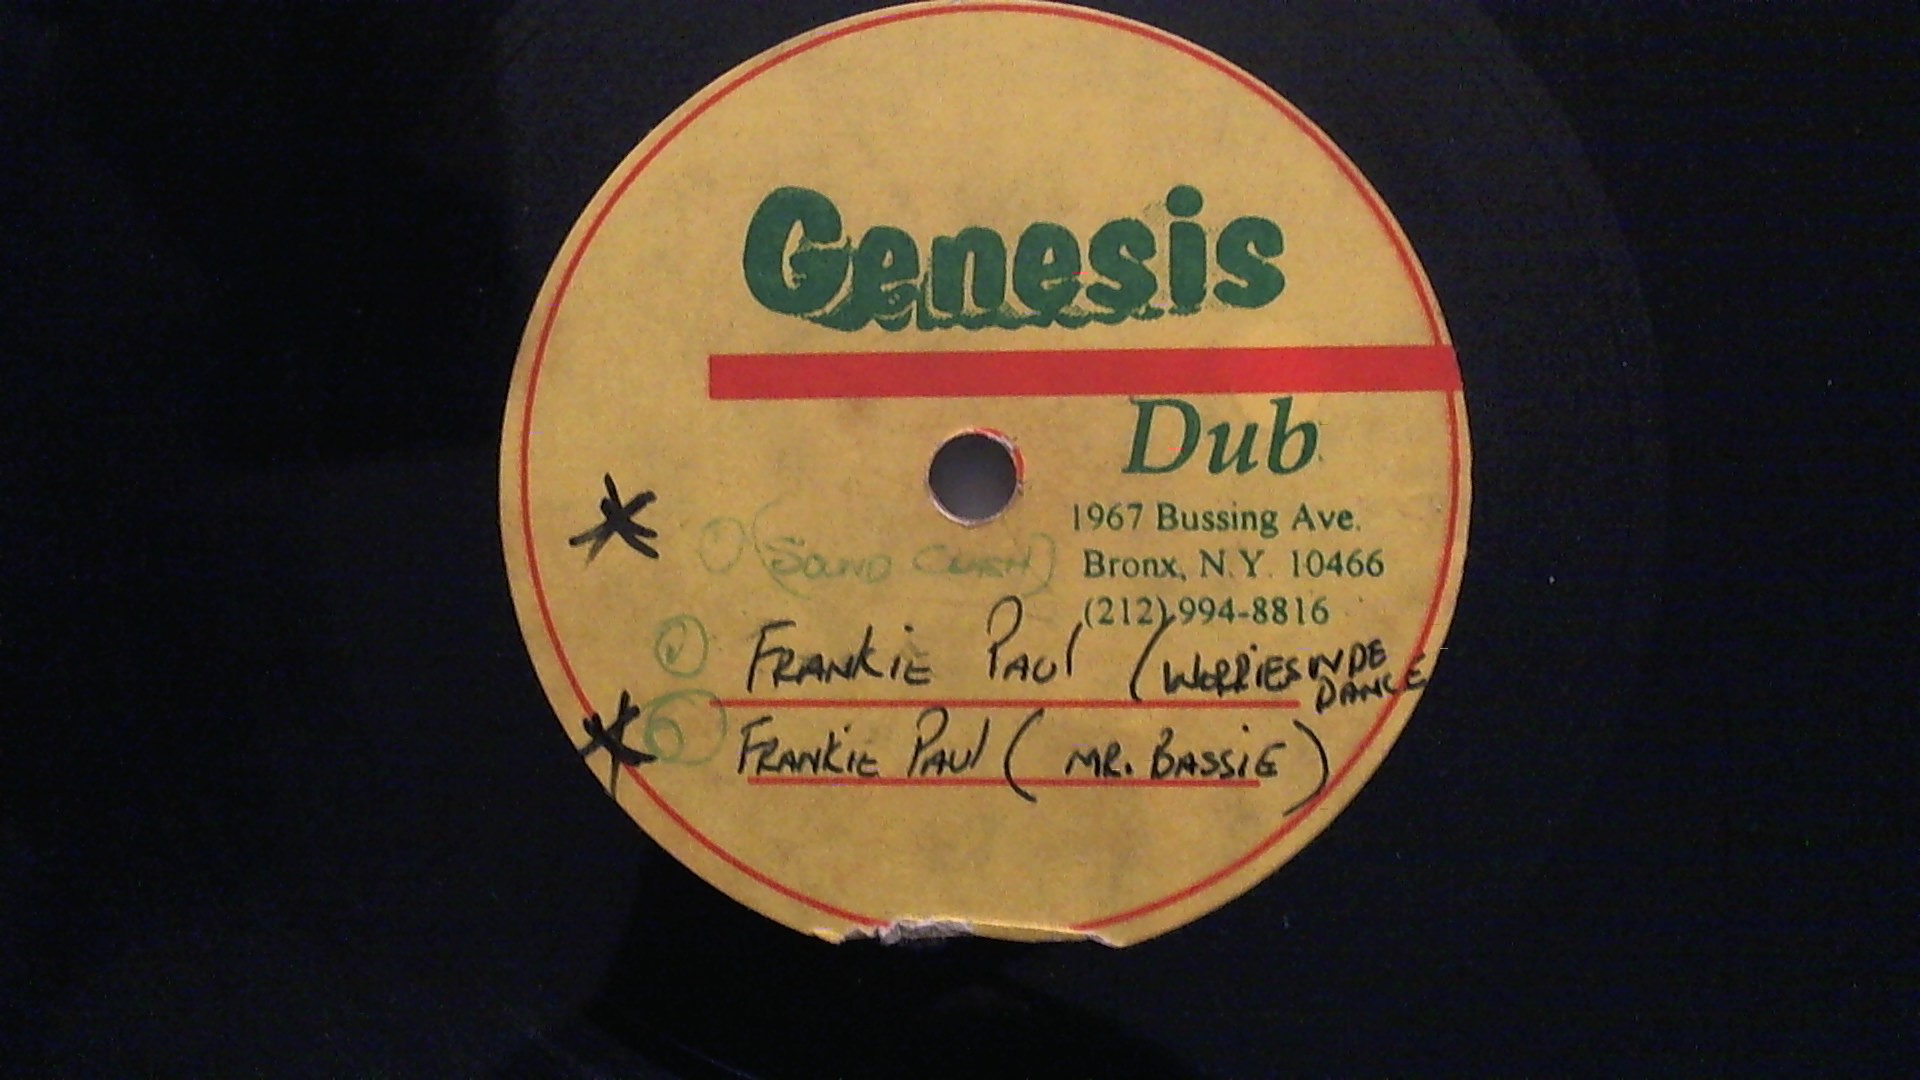 Genesis
Dub
1967 Bussing Ave.
Bronx, N.Y. 10466
(212) 994-8816
(SOUND CLASH)
FRANKIE PAUL (WORRIES IN DE
DANCE
FRANKIE PAUL (MR. BASSIE)